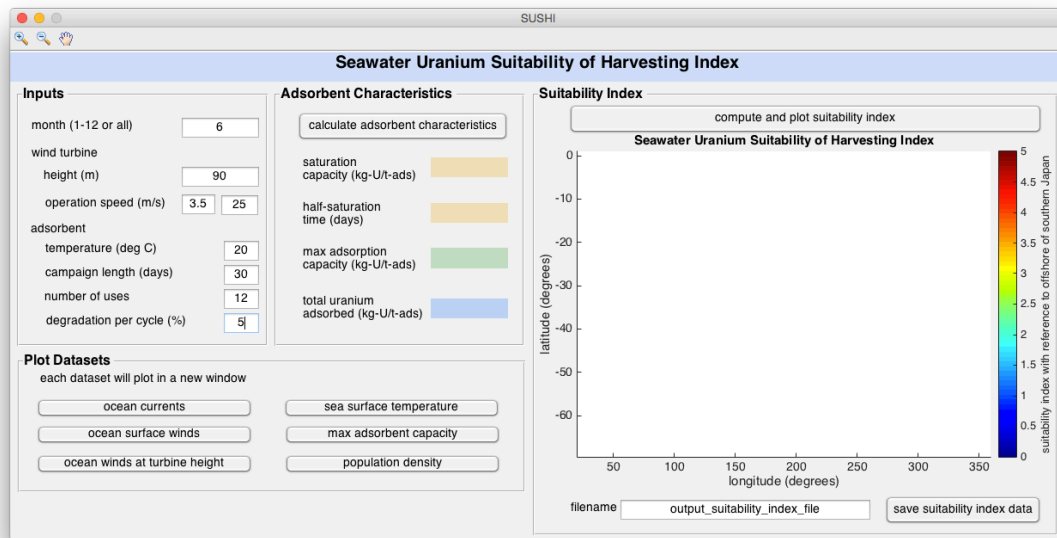 SUSHI
Seawater Uranium Suitability of Harvesting Index
Inputs
month (1-12 or all)
6
wind turbine
height (m)
90
operation speed (m/s)
3.5
25
adsorbent
temperature (deg C)
20
campaign length (days)
30
number of uses
12
degradation per cycle (%)
5
Adsorbent Characteristics
calculate adsorbent characteristics
saturation
capacity (kg-U/t-ads)
half-saturation
time (days)
max adsorption
capacity (kg-U/t-ads)
total uranium
adsorbed (kg-U/t-ads)
Plot Datasets
each dataset will plot in a new window
ocean currents
sea surface temperature
ocean surface winds
max adsorbent capacity
ocean winds at turbine height
population density
Suitability Index
compute and plot suitability index
Seawater Uranium Suitability of Harvesting Index
0
-10
-20
-30
-40
-50
-60
latitude (degrees)
50
100
150
200
250
300
350
longitude (degrees)
5
4.5
4
3.5
3
2.5
2
1.5
1
0.5
0
suitability index with reference to offshore of southern Japan
filename
output_suitability_index_file
save suitability index data